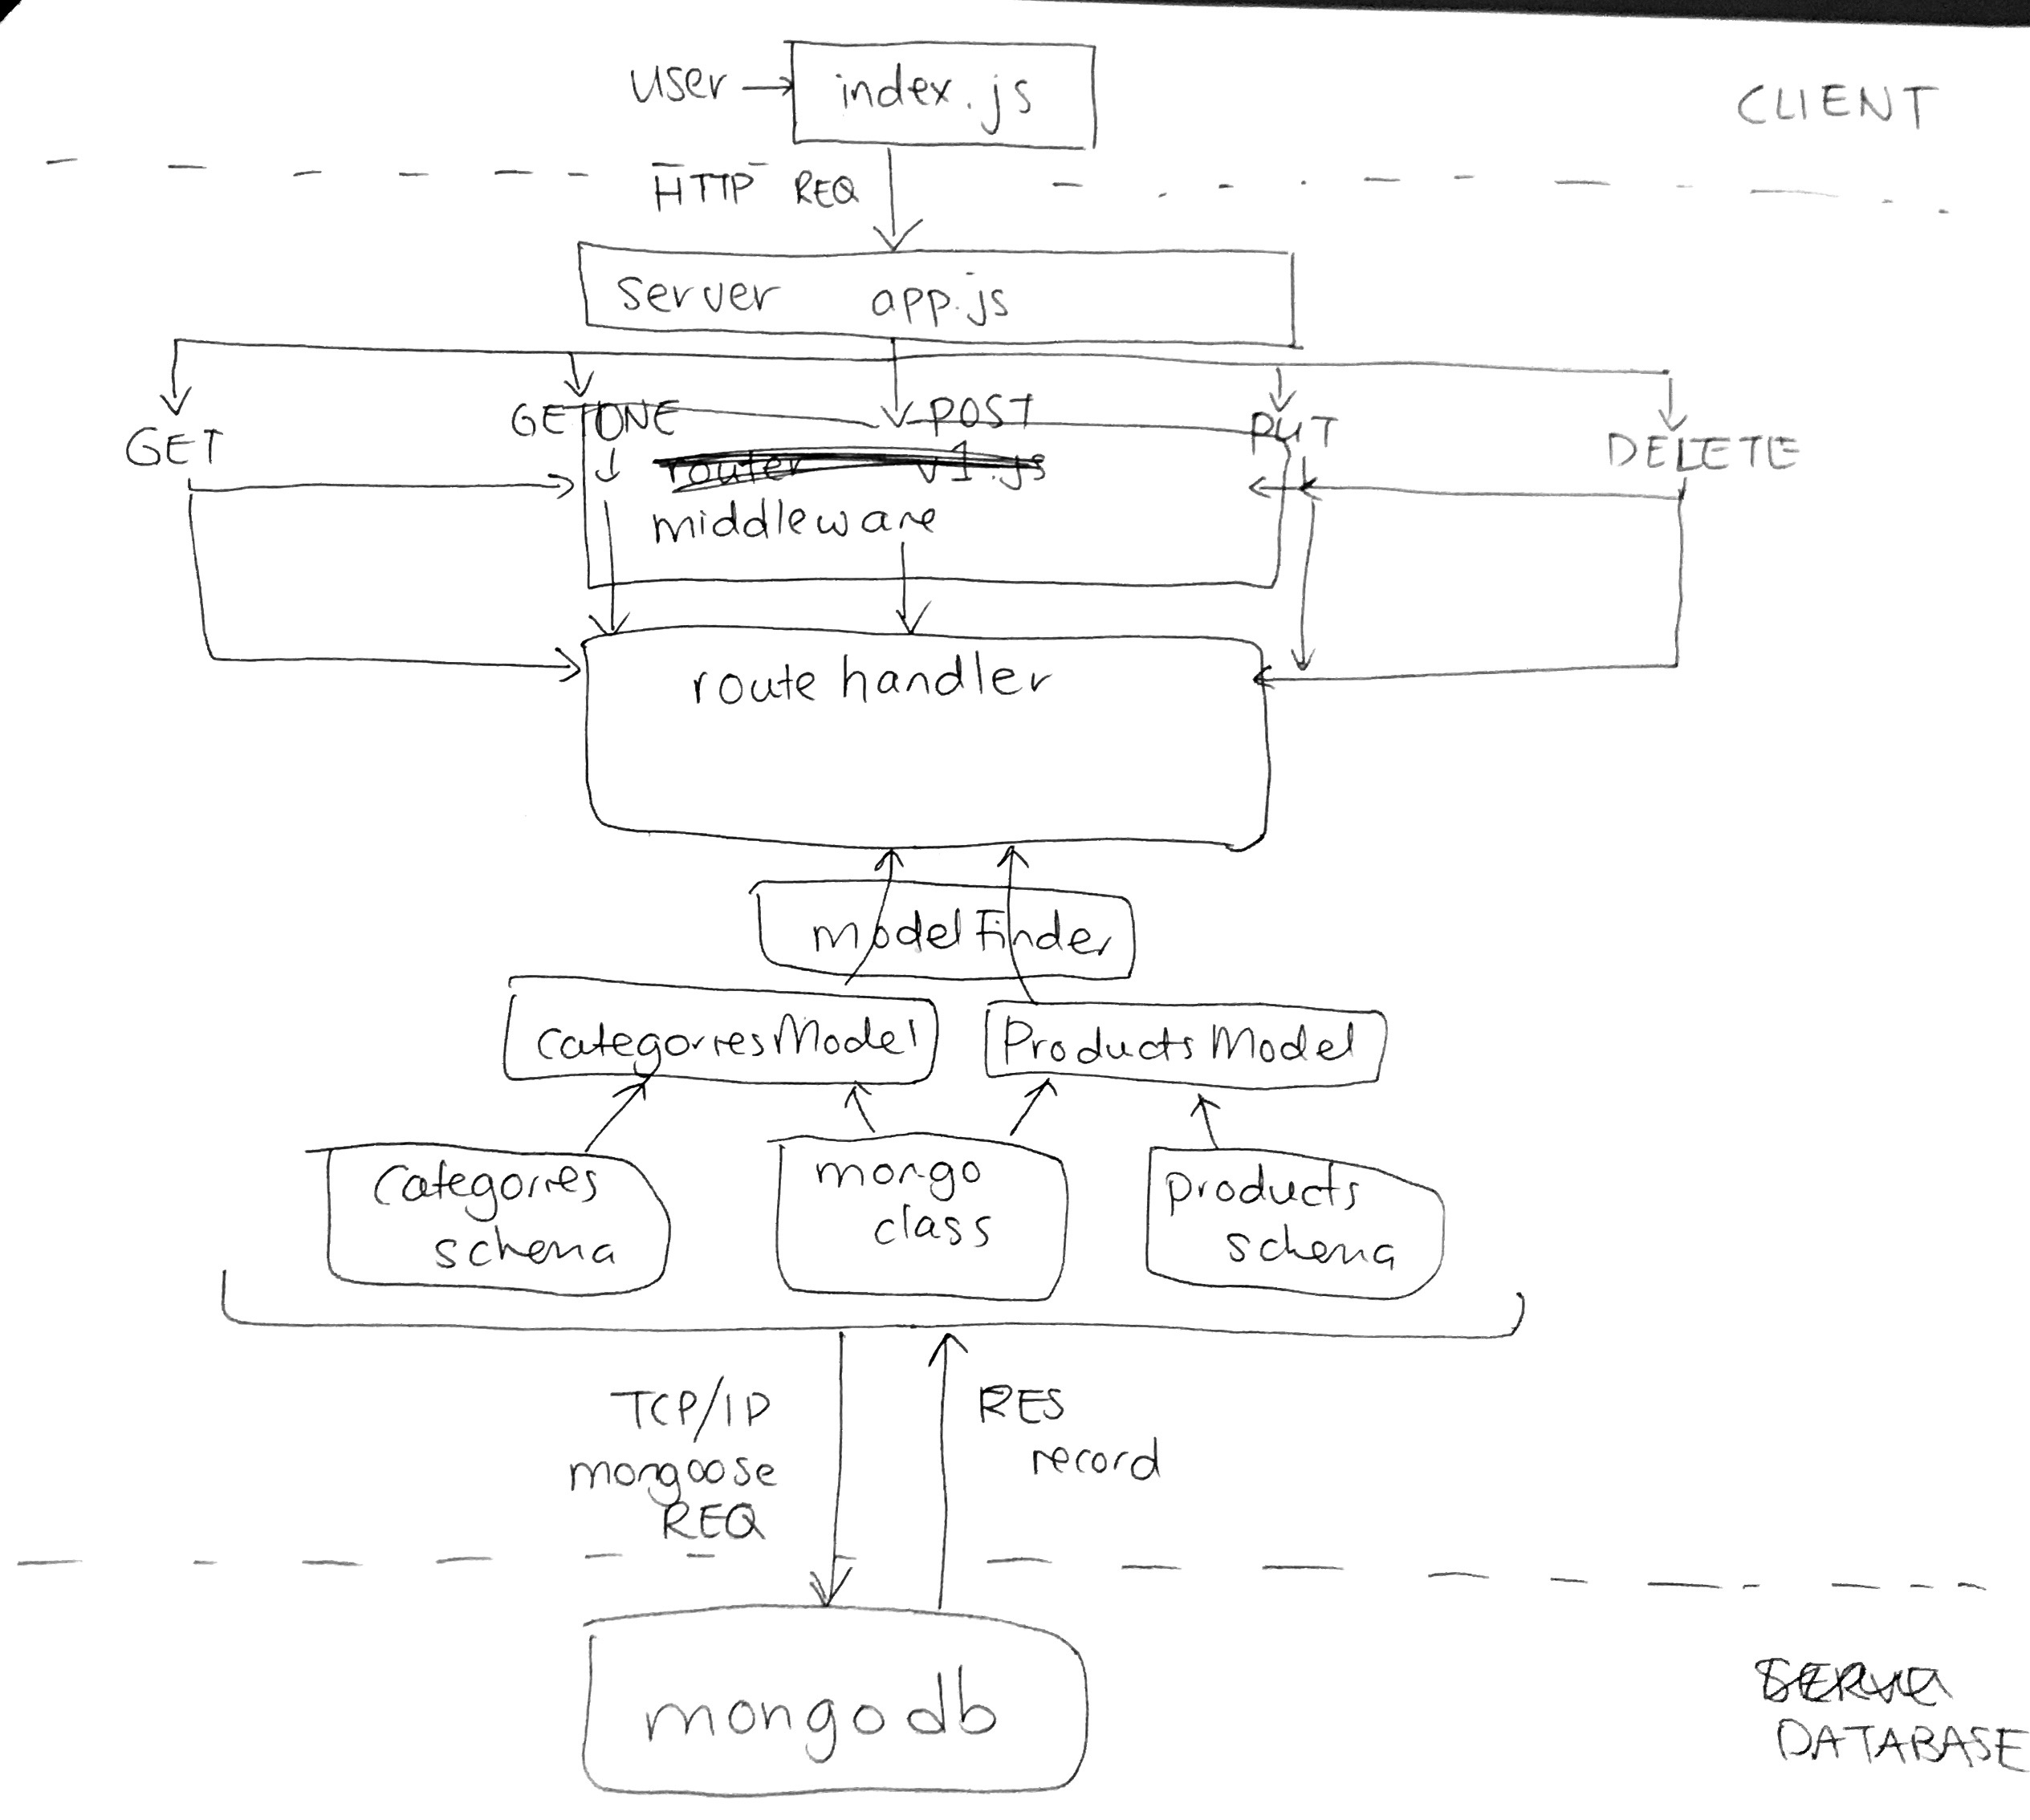 user → index.js
CLIENT
HTTP REQ
server app.js
GET
GETONE
POST
PUT
DELETE
router v1.js
middleware
route handler
modelFinder
categoriesModel
ProductsModel
categories
schema
mongo
class
products
schema
TCP/IP
mongoose
REQ
RES
record
mongodb
DATABASE